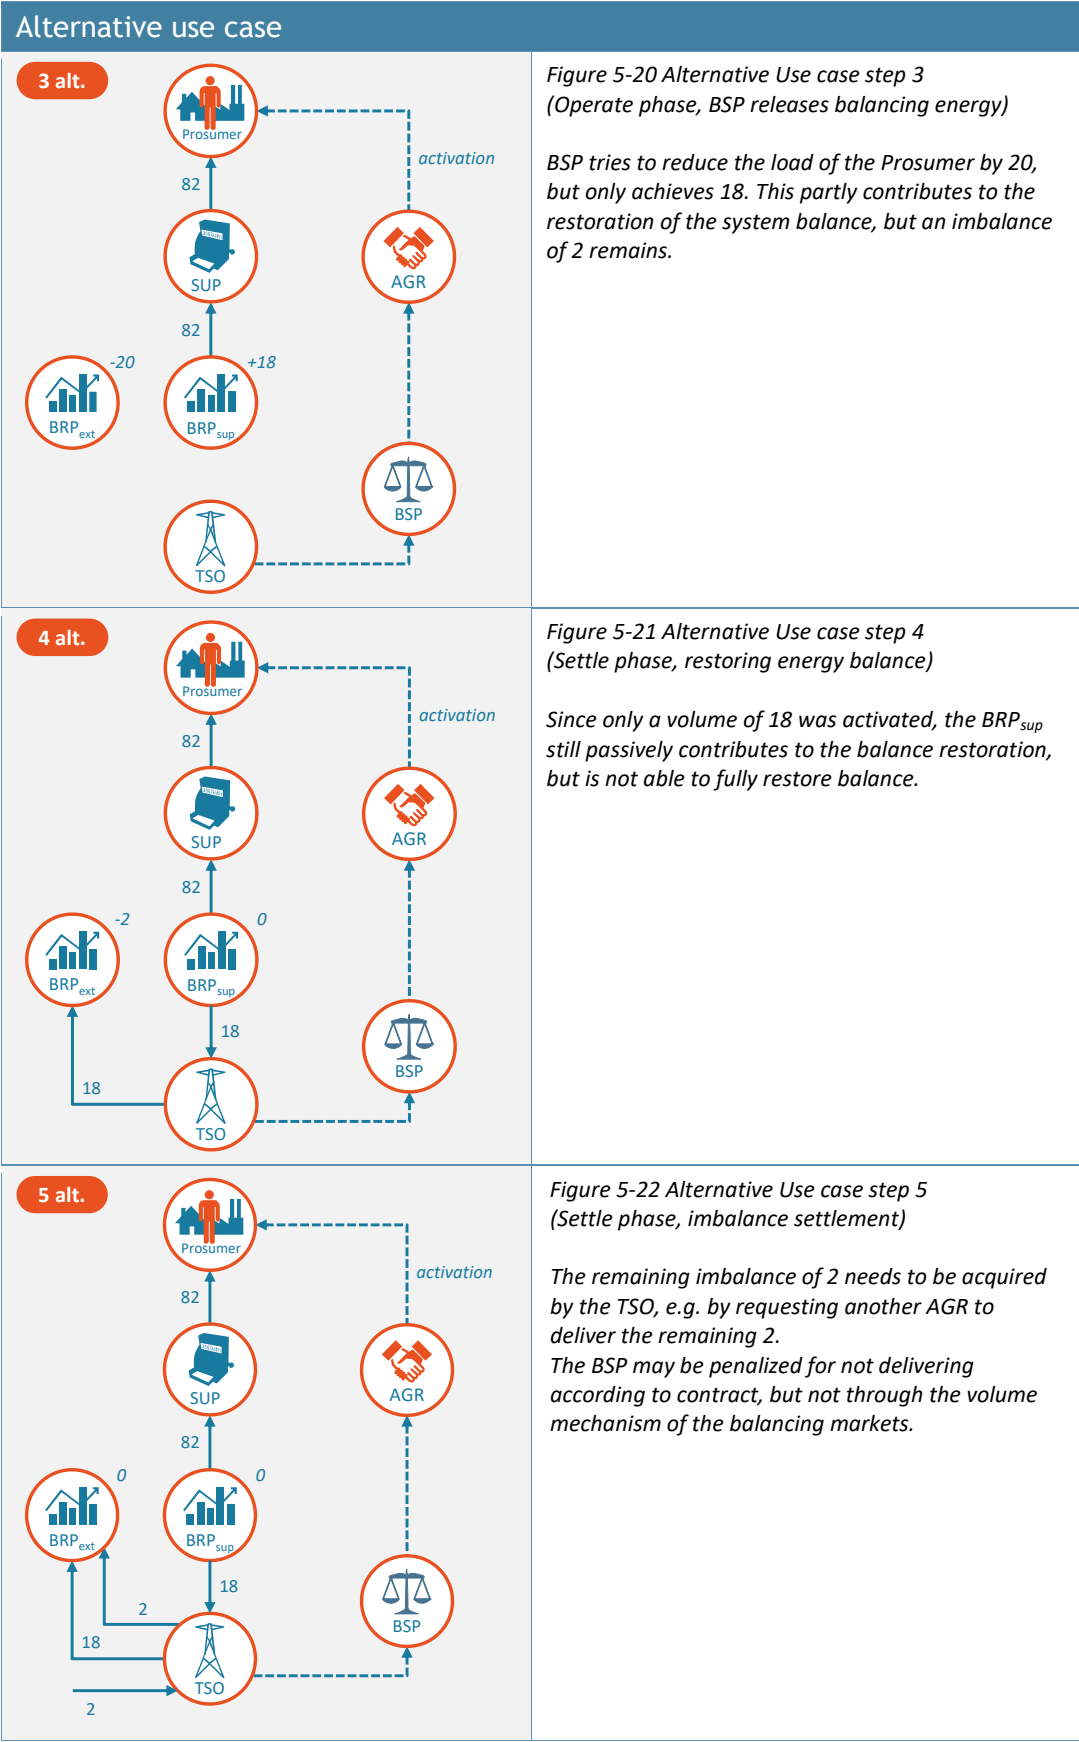 Alternative use case
3 alt.
Prosumer
activation
82
SUP
AGR
82
-20
+18
BRPext
BRPsup
BSP
TSO
Figure 5-20 Alternative Use case step 3
(Operate phase, BSP releases balancing energy)
BSP tries to reduce the load of the Prosumer by 20,
but only achieves 18. This partly contributes to the
restoration of the system balance, but an imbalance
of 2 remains.
4 alt.
Prosumer
activation
82
SUP
AGR
82
-2
0
BRPext
BRPsup
18
BSP
18
TSO
Figure 5-21 Alternative Use case step 4
(Settle phase, restoring energy balance)
Since only a volume of 18 was activated, the BRPsup
still passively contributes to the balance restoration,
but is not able to fully restore balance.
5 alt.
Prosumer
activation
82
SUP
AGR
82
0
0
BRPext
BRPsup
18
2
BSP
18
TSO
2
Figure 5-22 Alternative Use case step 5
(Settle phase, imbalance settlement)
The remaining imbalance of 2 needs to be acquired
by the TSO, e.g. by requesting another AGR to
deliver the remaining 2.
The BSP may be penalized for not delivering
according to contract, but not through the volume
mechanism of the balancing markets.